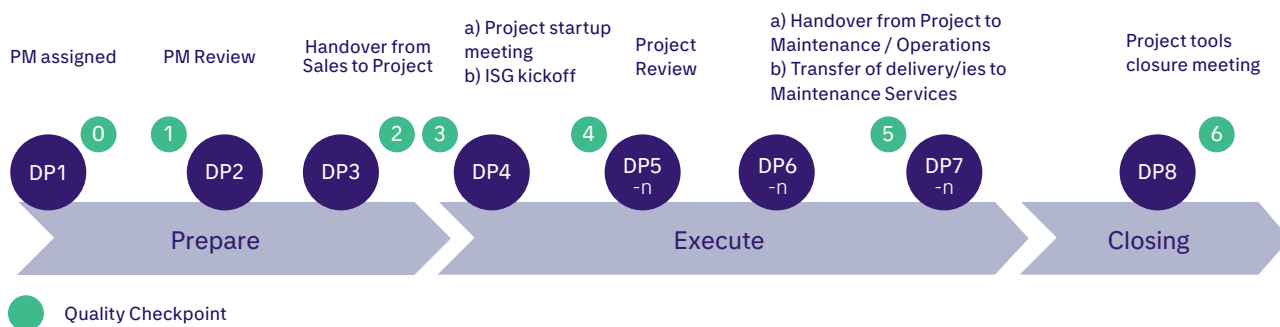 PM assigned
PM Review
Handover from
Sales to Project
a) Project startup
meeting
b) ISG kickoff
Project
Review
a) Handover from Project to
Maintenance / Operations
b) Transfer of delivery/ies to
Maintenance Services
Project tools
closure meeting
0
1
2
3
4
5
6
DP1
DP2
DP3
DP4
DP5
-n
DP6
-n
DP7
-n
DP8
Prepare
Execute
Closing
Quality Checkpoint